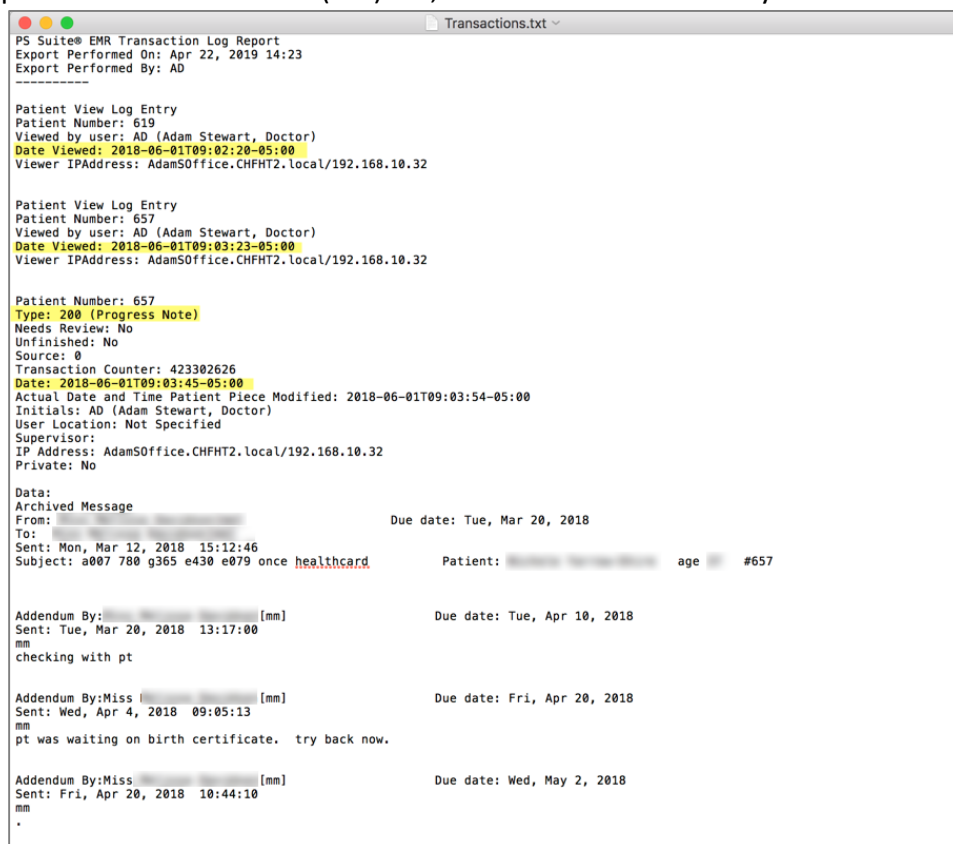 Transactions.txt
PS Suite® EMR Transaction Log Report
Export Performed On: Apr 22, 2019 14:23
Export Performed By: AD
----------
Patient View Log Entry
Patient Number: 619
Viewed by user: AD (Adam Stewart, Doctor)
Date Viewed: 2018-06-01T09:02:20-05:00
Viewer IPAddress: AdamSOffice.CHFHT2.local/192.168.10.32
Patient View Log Entry
Patient Number: 657
Viewed by user: AD (Adam Stewart, Doctor)
Date Viewed: 2018-06-01T09:03:23-05:00
Viewer IPAddress: AdamSOffice.CHFHT2.local/192.168.10.32
Patient Number: 657
Type: 200 (Progress Note)
Needs Review: No
Unfinished: No
Source: 0
Transaction Counter: 423302626
Date: 2018-06-01T09:03:45-05:00
Actual Date and Time Patient Piece Modified: 2018-06-01T09:03:54-05:00
Initials: AD (Adam Stewart, Doctor)
User Location: Not Specified
Supervisor:
IP Address: AdamSOffice.CHFHT2.local/192.168.10.32
Private: No
Data:
Archived Message
From: Due date: Tue, Mar 20, 2018
To:
Sent: Mon, Mar 12, 2018 15:12:46
Subject: a007 780 g365 e430 e079 once healthcard Patient: age #657
Addendum By: [mm] Due date: Tue, Apr 10, 2018
Sent: Tue, Mar 20, 2018 13:17:00
mm
checking with pt
Addendum By:Miss [mm] Due date: Fri, Apr 20, 2018
Sent: Wed, Apr 4, 2018 09:05:13
mm
pt was waiting on birth certificate. try back now.
Addendum By:Miss [mm] Due date: Wed, May 2, 2018
Sent: Fri, Apr 20, 2018 10:44:10
mm
.